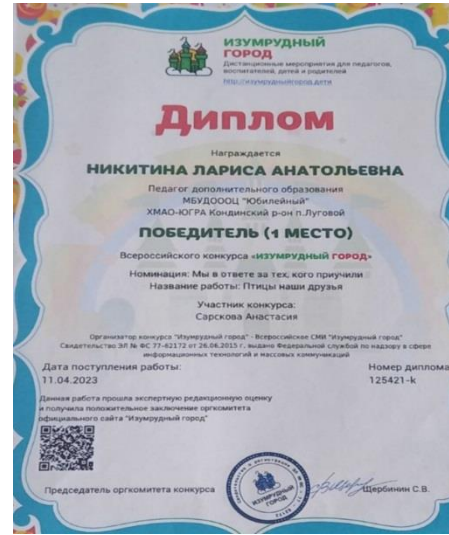 ИЗУМРУДНЫЙ
ГОРОД
Дистанционные мероприятия для педагогов,
воспитателей, детей и родителей
http://изумрудныйгород.дети
Диплом
Награждается
НИКИТИНА ЛАРИСА АНАТОЛЬЕВНА
Педагог дополнительного образования
МБУДОООЦ "Юбилейный"
ХМАО-ЮГРА Кондинский р-он п.Луговой
ПОБЕДИТЕЛЬ (1 МЕСТО)
Всероссийского конкурса «ИЗУМРУДНЫЙ ГОРОД»
Номинация: Мы в ответе за тех, кого приучили
Название работы: Птицы наши друзья
Участник конкурса:
Сарскова Анастасия
Организатор конкурса "Изумрудный город" - Всероссийское СМИ "Изумрудный город"
Свидетельство ЭЛ № ФС 77-62172 от 26.06.2015 г. выдано Федеральной службой по надзору в сфере
информационных технологий и массовых коммуникаций
Дата поступления работы:
11.04.2023
Номер диплома
125421-k
Данная работа прошла экспертную редакционную оценку
и получила положительное заключение оргкомитета
официального сайта "Изумрудный город"
Председатель оргкомитета конкурса
ИЗУМРУДНЫЙ
ГОРОД
Щербинин С.В.